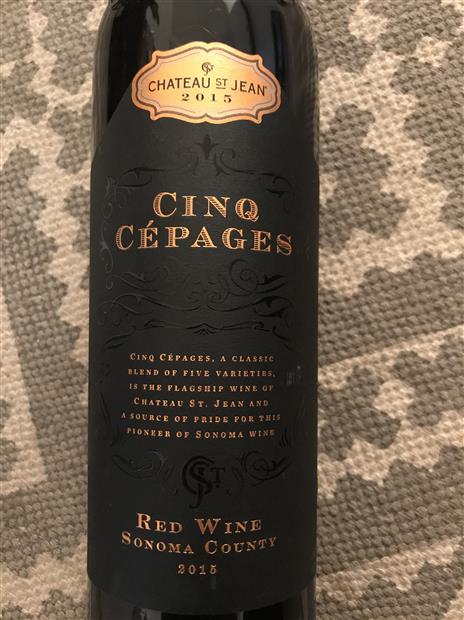 CHATEAU ST JEAN
2015
CINQ
CÉPAGES
CINQ CÉPAGES, A CLASSIC
BLEND OF FIVE VARIETIES,
IS THE FLAGSHIP WINE OF
CHATEAU ST. JEAN AND
A SOURCE OF PRIDE FOR THIS
PIONEER OF SONOMA WINE
RED WINE
SONOMA COUNTY
2015